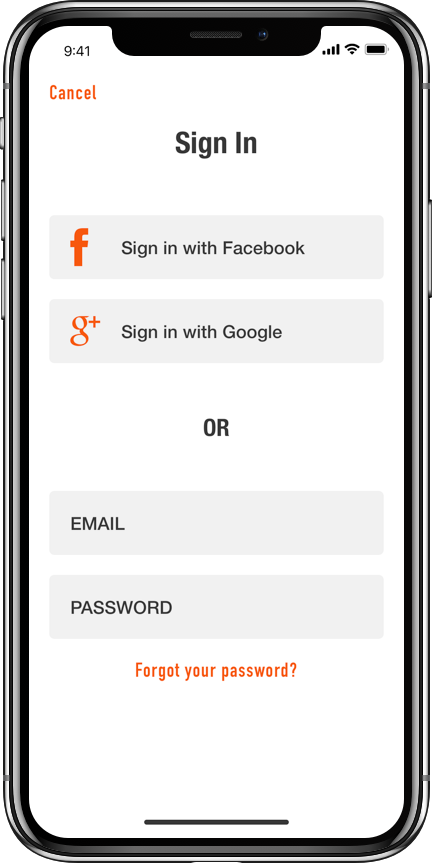 9:41
Cancel
Sign In
f Sign in with Facebook
g+ Sign in with Google
OR
EMAIL
PASSWORD
Forgot your password?